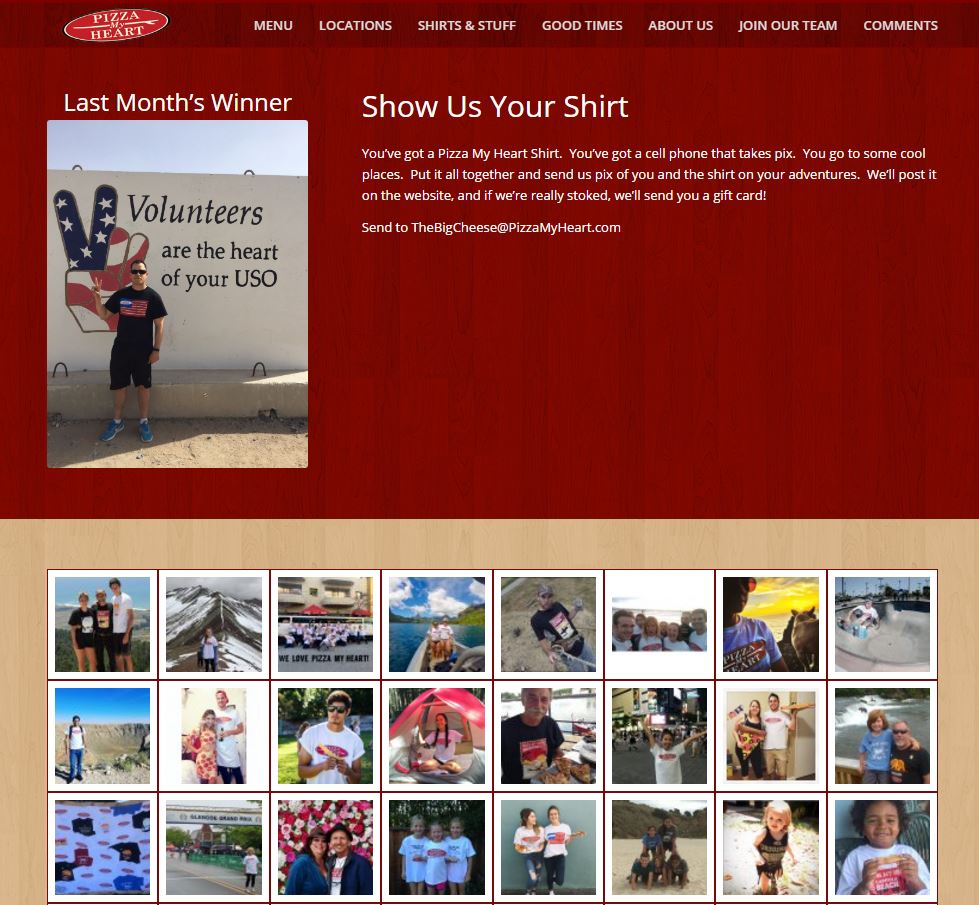 PIZZA
My
HEART
MENU LOCATIONS SHIRTS & STUFF GOOD TIMES ABOUT US JOIN OUR TEAM COMMENTS
Last Month's Winner
Volunteers
are the heart
of your USO
Show Us Your Shirt
You've got a Pizza My Heart Shirt. You've got a cell phone that takes pix. You go to some cool
places. Put it all together and send us pix of you and the shirt on your adventures. We'll post it
on the website, and if we're really stoked, we'll send you a gift card!
Send to TheBigCheese@PizzaMyHeart.com
WE LOVE PIZZA MY HEART!
PIZZA
HEART
GRAND PRIX
BEACH